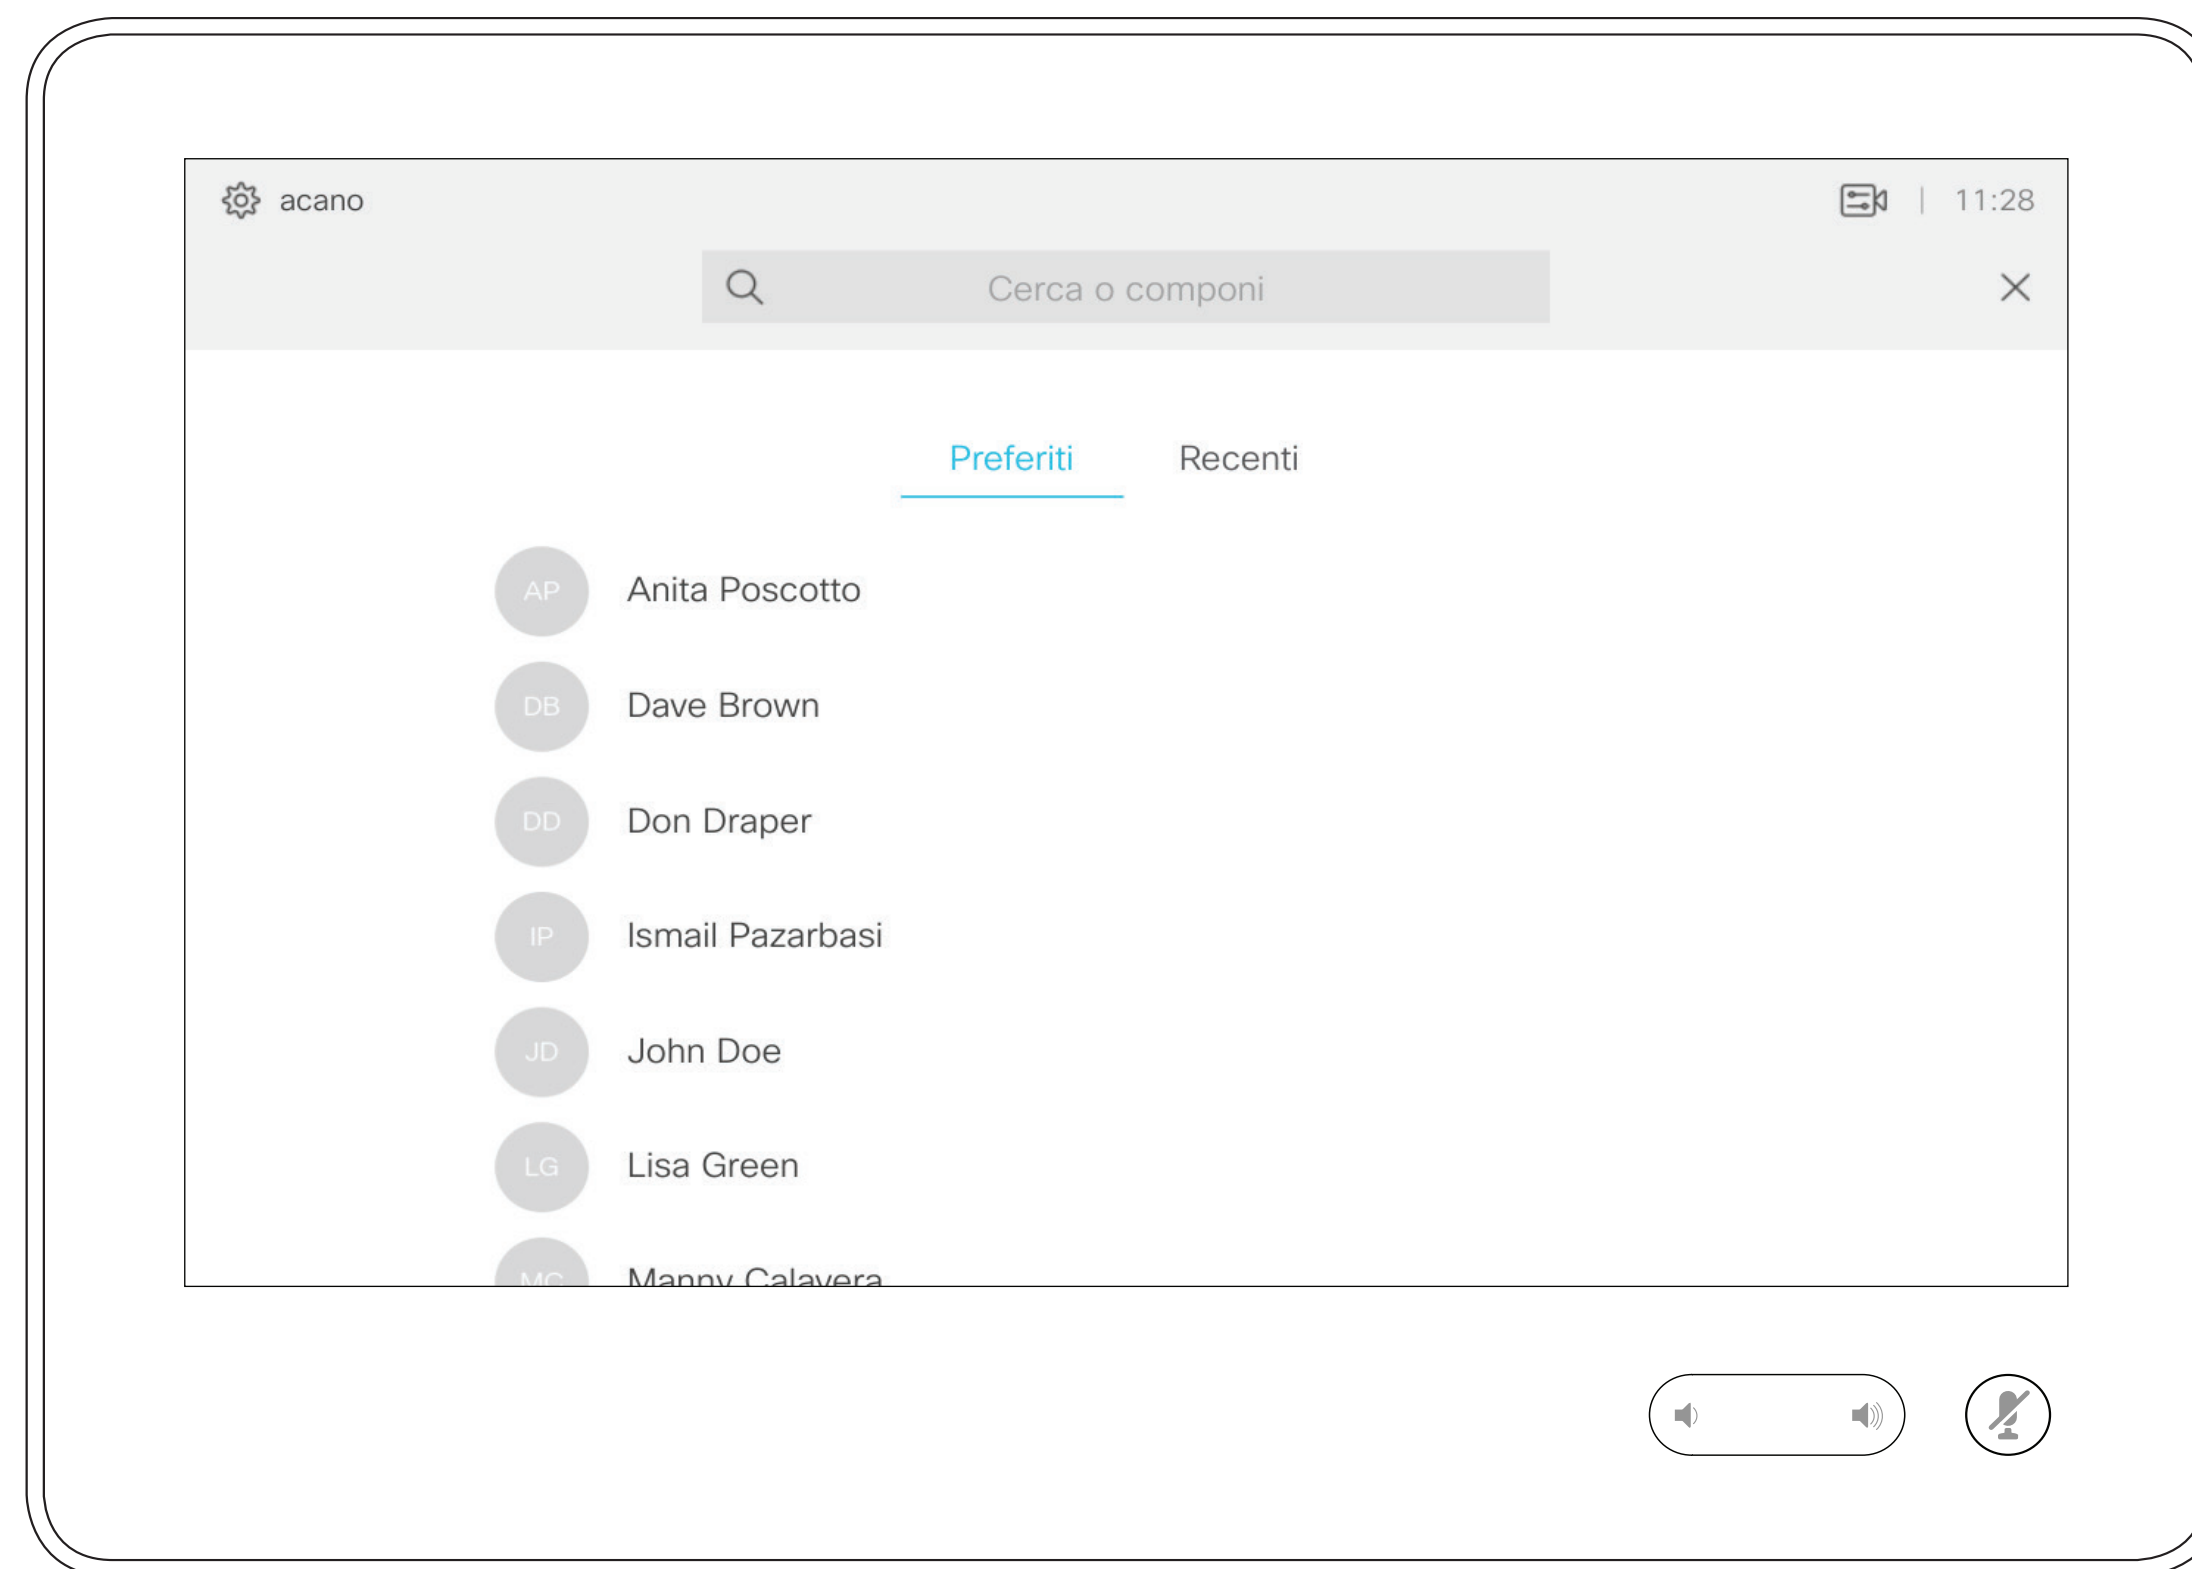 acano
11:28
Cerca o componi
Preferiti Recenti
AP Anita Poscotto
DB Dave Brown
DD Don Draper
IP Ismail Pazarbasi
JD John Doe
LG Lisa Green
MC Manny Calavera